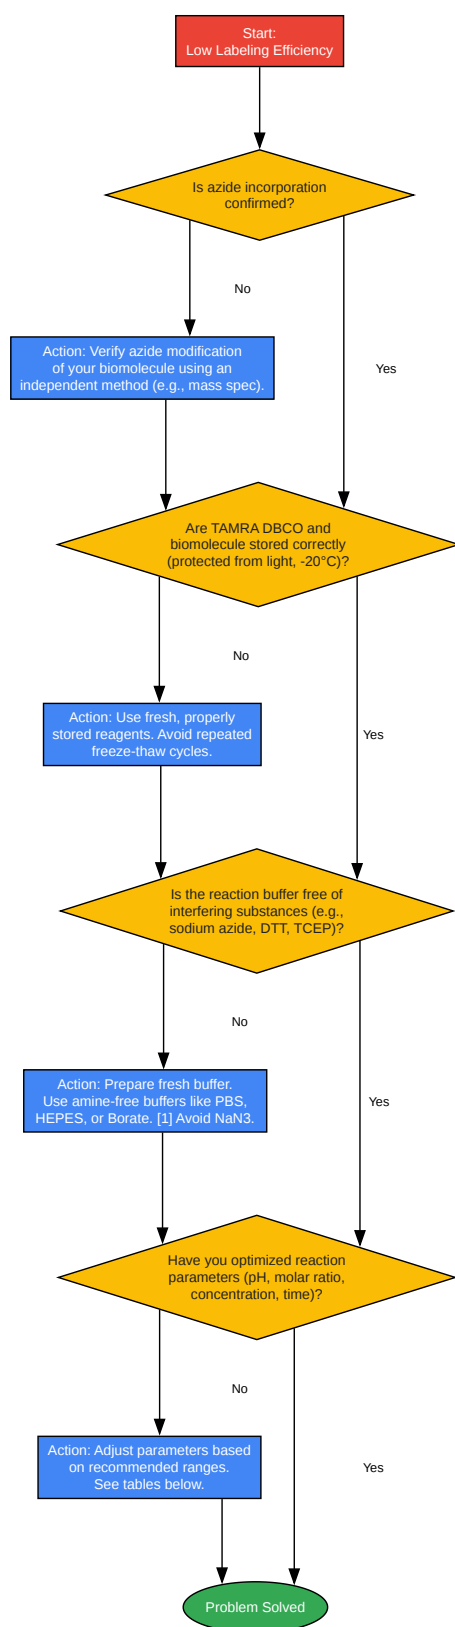 Start:
Low Labeling Efficiency
Is azide incorporation
confirmed?
No
Action: Verify azide modification
of your biomolecule using an
independent method (e.g., mass spec).
Yes
Are TAMRA DBCO and
biomolecule stored correctly
(protected from light, -20°C)?
No
Action: Use fresh, properly
stored reagents. Avoid repeated
freeze-thaw cycles.
Yes
Is the reaction buffer free of
interfering substances (e.g.,
sodium azide, DTT, TCEP)?
No
Action: Prepare fresh buffer.
Use amine-free buffers like PBS,
HEPES, or Borate. [1] Avoid NaN3.
Yes
Have you optimized reaction
parameters (pH, molar ratio,
concentration, time)?
No
Action: Adjust parameters based
on recommended ranges.
See tables below.
Yes
Problem Solved